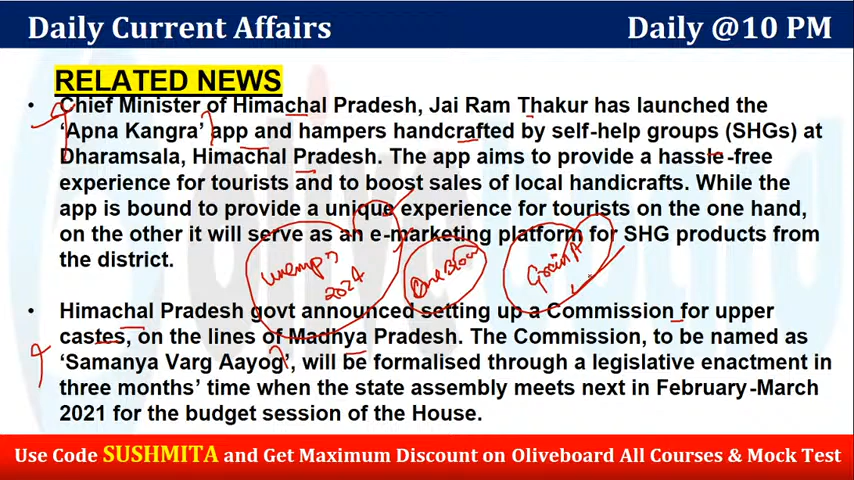 Daily Current Affairs
Daily @10 PM
RELATED NEWS
• Chief Minister of Himachal Pradesh, Jai Ram Thakur has launched the
‘Apna Kangra’ app and hampers handcrafted by self-help groups (SHGs) at
Dharamsala, Himachal Pradesh. The app aims to provide a hassle-free
experience for tourists and to boost sales of local handicrafts. While the
app is bound to provide a unique experience for tourists on the one hand,
on the other it will serve as an e-marketing platform for SHG products from
the district.
unemp
2024
• Himachal Pradesh govt announced setting up a Commission for upper
castes, on the lines of Madhya Pradesh. The Commission, to be named as
‘Samanya Varg Aayog’, will be formalised through a legislative enactment in
three months’ time when the state assembly meets next in February-March
2021 for the budget session of the House.
Use Code SUSHMITA and Get Maximum Discount on Oliveboard All Courses & Mock Test